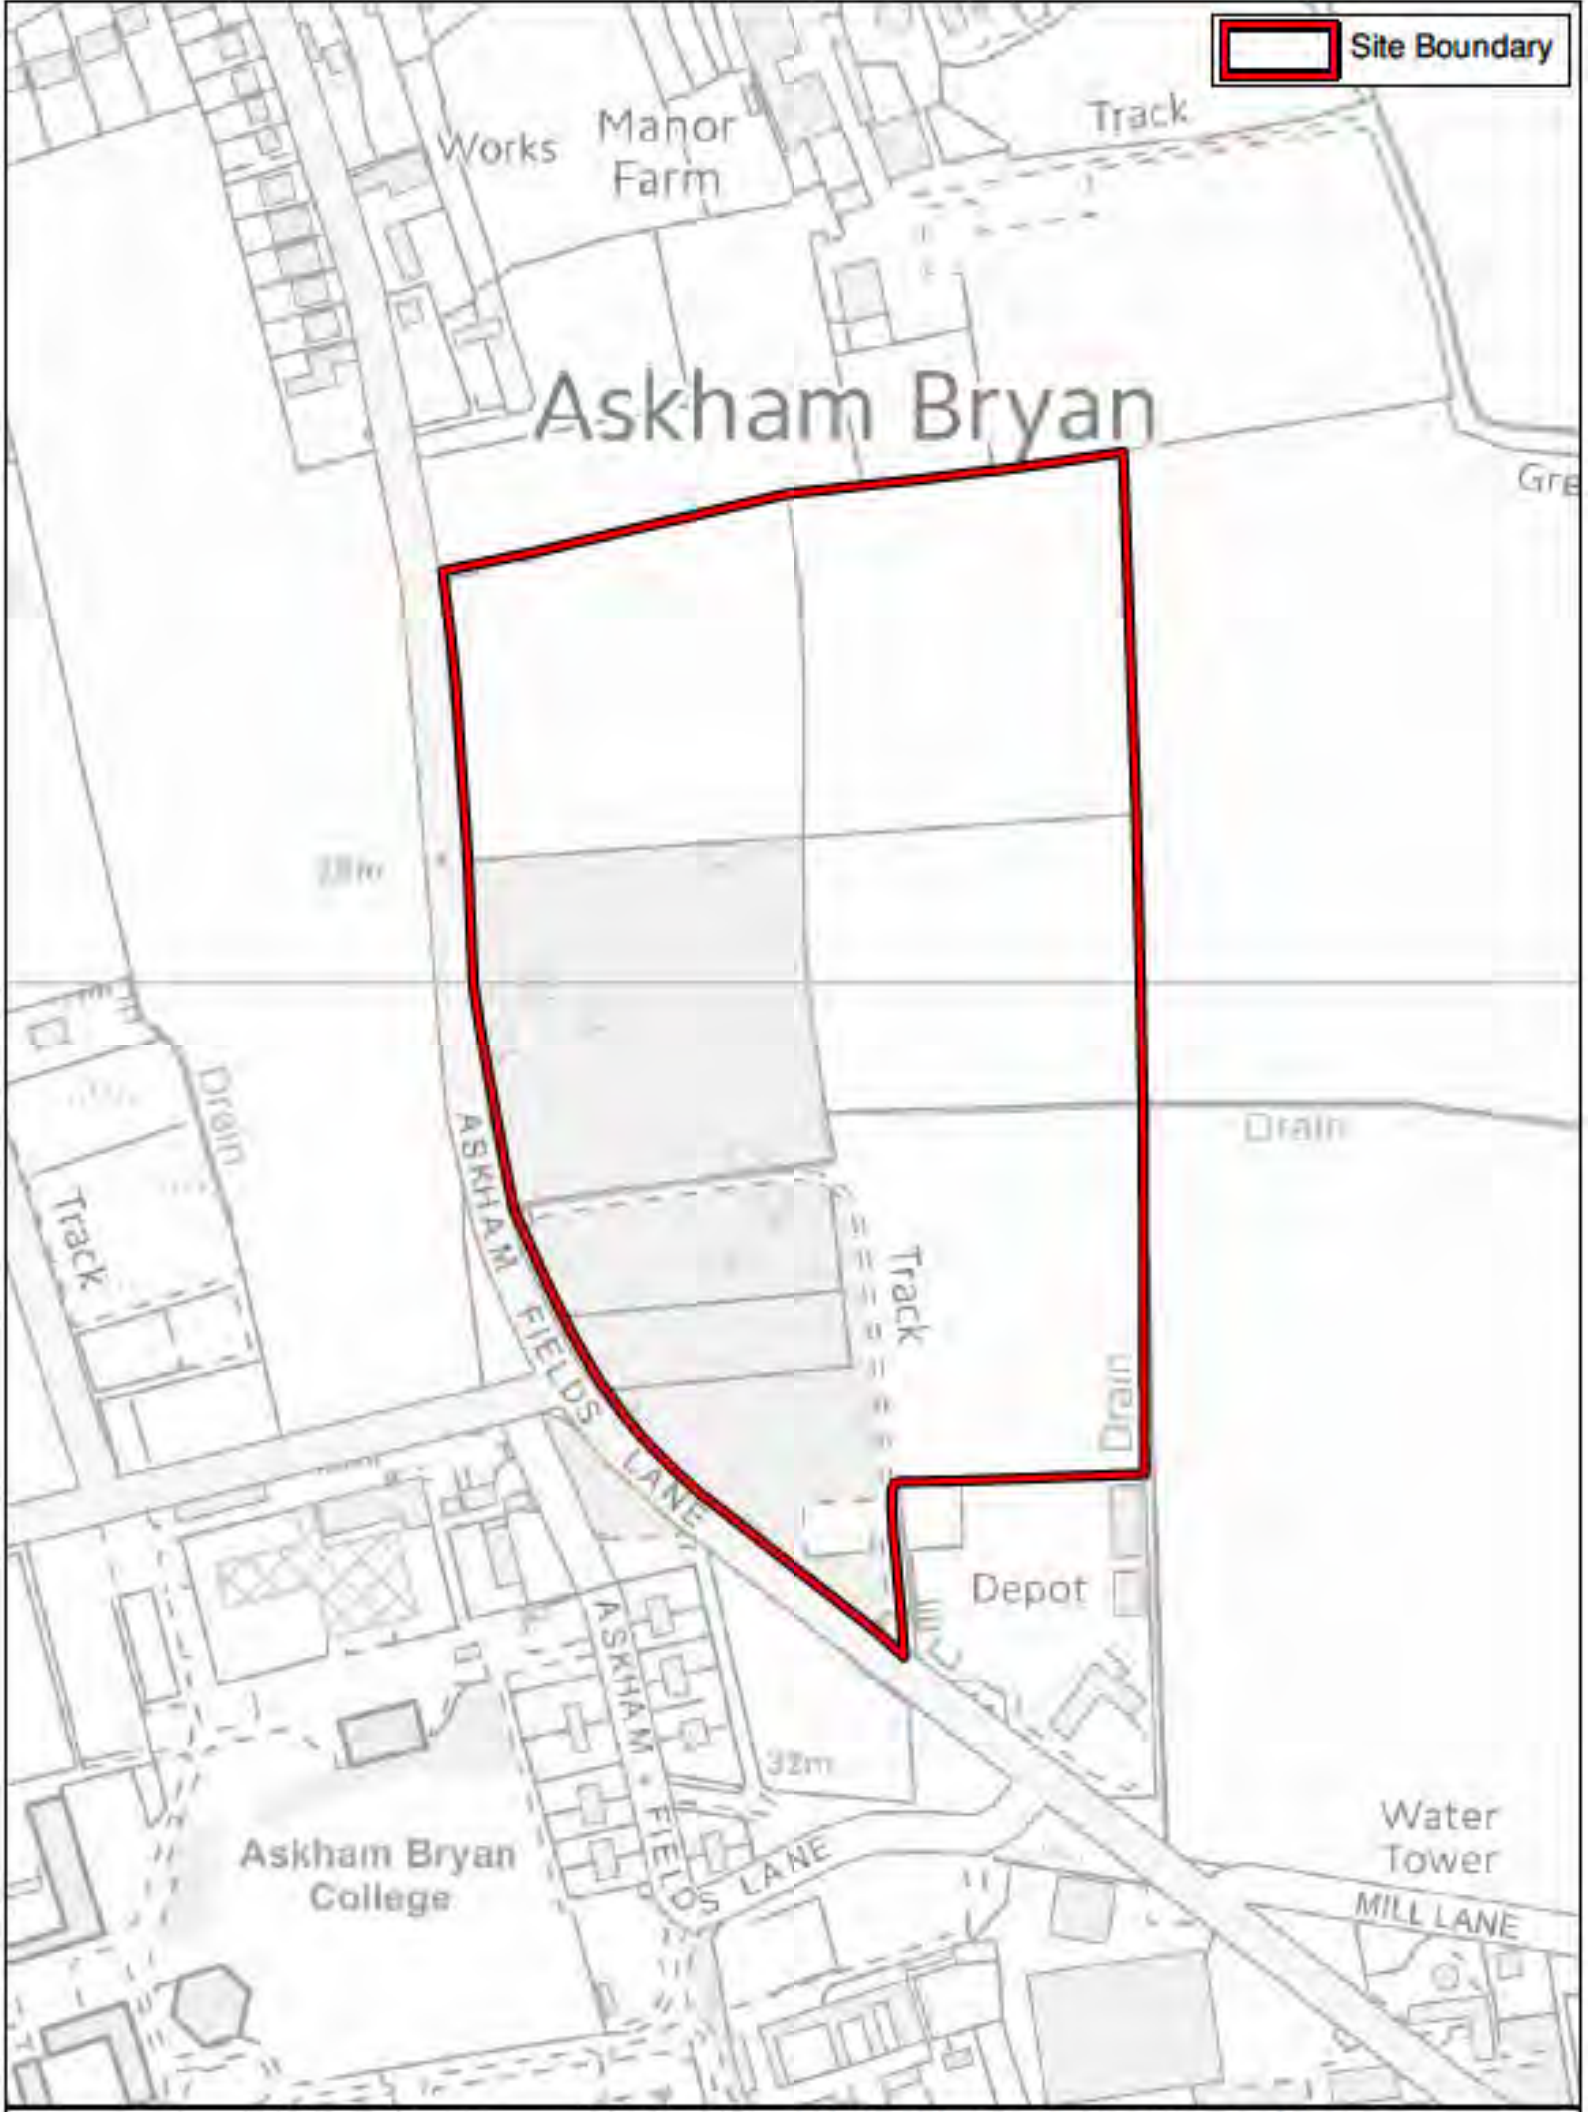 Site Boundary
Track
Works
Manor
Farm
Askham Bryan
Gre
28m
Drain
Drain
ASKHAM FIELDS LANE
Track
Track
Drain
Depot
ASKHAM FIELDS LANE
32m
Askham Bryan
College
Water
Tower
MILL LANE